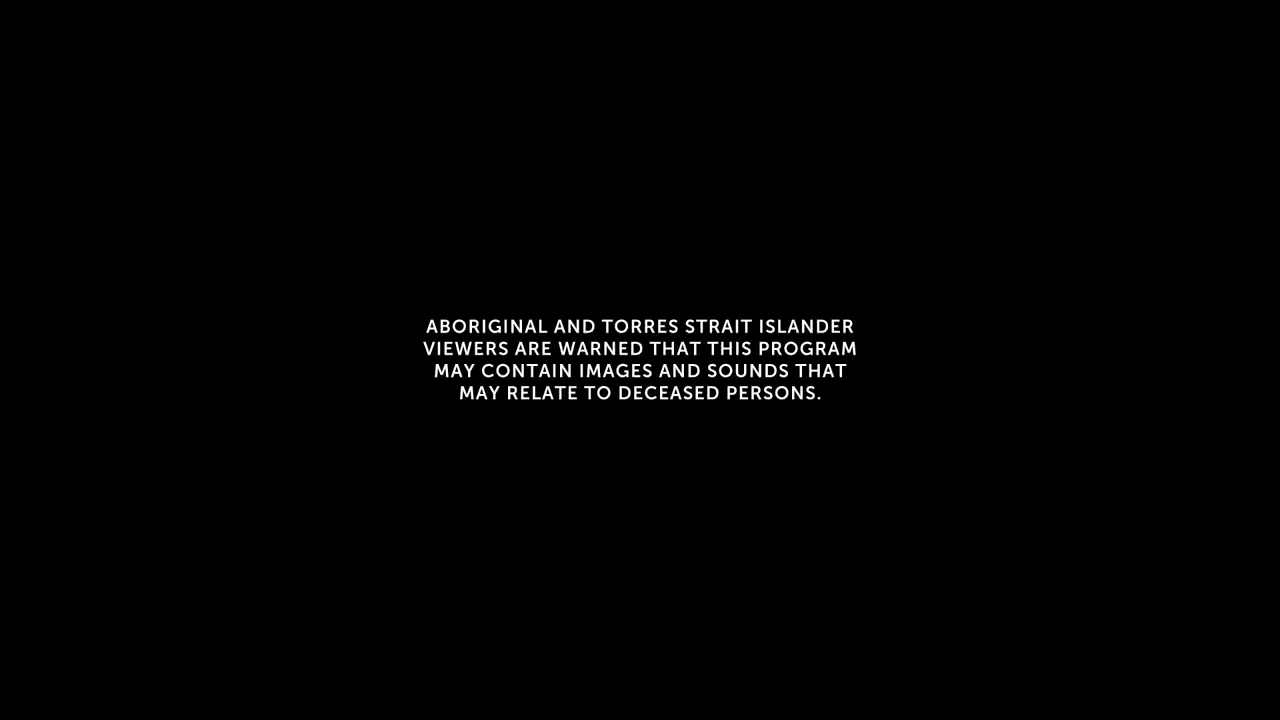 ABORIGINAL AND TORRES STRAIT ISLANDER
VIEWERS ARE WARNED THAT THIS PROGRAM
MAY CONTAIN IMAGES AND SOUNDS THAT
MAY RELATE TO DECEASED PERSONS.